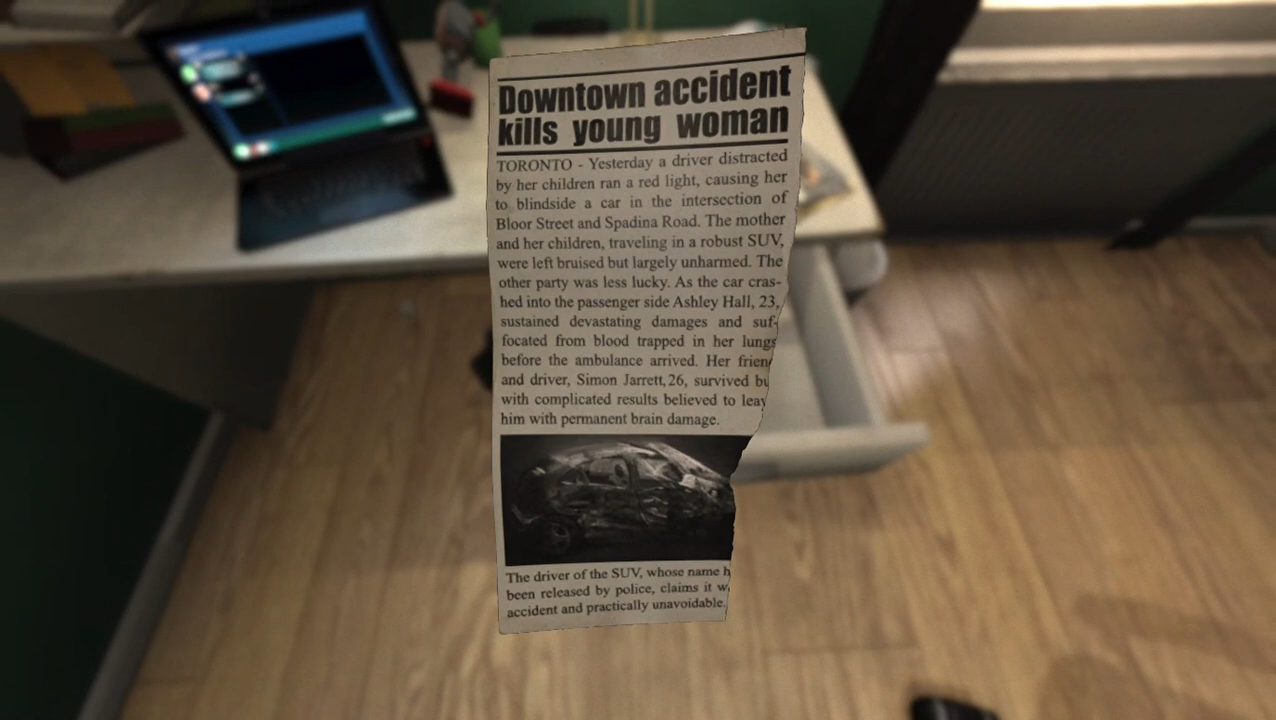 Downtown accident
kills young woman
TORONTO - Yesterday a driver distracted
by her children ran a red light, causing her
to blindside a car in the intersection of
Bloor Street and Spadina Road. The mother
and her children, traveling in a robust SUV,
were left bruised but largely unharmed. The
other party was less lucky. As the car cras-
hed into the passenger side Ashley Hall, 23,
sustained devastating damages and suf-
focated from blood trapped in her lungs
before the ambulance arrived. Her frien
and driver, Simon Jarrett, 26, survived bu
with complicated results believed to leav
him with permanent brain damage.
The driver of the SUV, whose name h
been released by police, claims it w
accident and practically unavoidable.